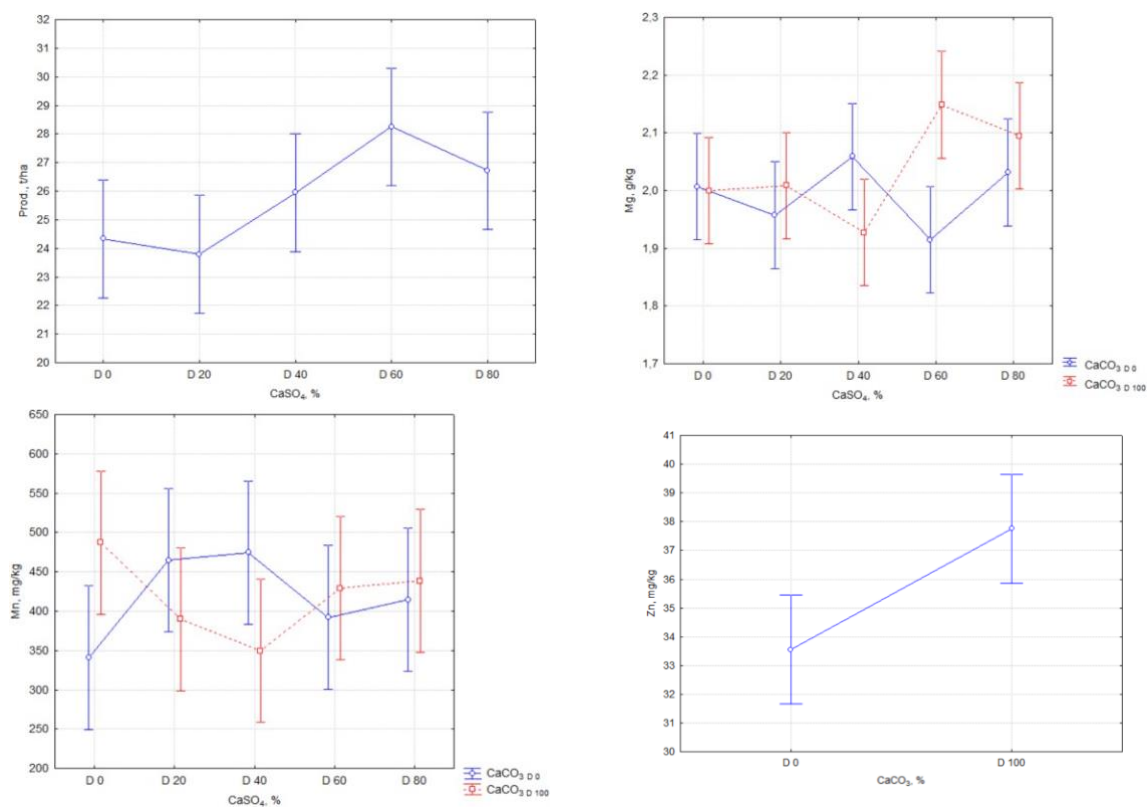 32
31
30
29
28
27
26
25
24
23
22
21
20
Prod., t/ha
D 0 D 20 D 40 D 60 D 80
CaSO₄, %
2,3
2,2
2,1
2,0
1,9
1,8
1,7
Mg, g/kg
D 0 D 20 D 40 D 60 D 80
CaSO₄, %
CaCO₃ D 0
CaCO₃ D 100
650
600
550
500
450
400
350
300
250
200
Mn, mg/kg
D 0 D 20 D 40 D 60 D 80
CaSO₄, %
CaCO₃ D 0
CaCO₃ D 100
41
40
39
38
37
36
35
34
33
32
31
30
Zn, mg/kg
D 0 D 100
CaCO₃, %